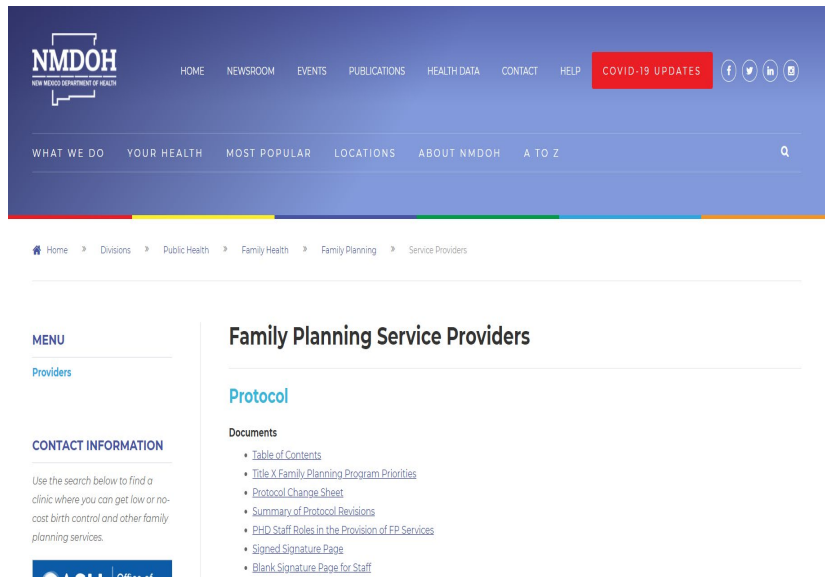 NMDOH
NEW MEXICO DEPARTMENT OF HEALTH
HOME NEWSROOM EVENTS PUBLICATIONS HEALTH DATA CONTACT HELP COVID-19 UPDATES
WHAT WE DO YOUR HEALTH MOST POPULAR LOCATIONS ABOUT NMDOH A TO Z
Home » Divisions » Public Health » Family Health » Family Planning » Service Providers
MENU
Providers
CONTACT INFORMATION
Use the search below to find a
clinic where you can get low or no-
cost birth control and other family
planning services.
Family Planning Service Providers
Protocol
Documents
• Table of Contents
• Title X Family Planning Program Priorities
• Protocol Change Sheet
• Summary of Protocol Revisions
• PHD Staff Roles in the Provision of FP Services
• Signed Signature Page
• Blank Signature Page for Staff